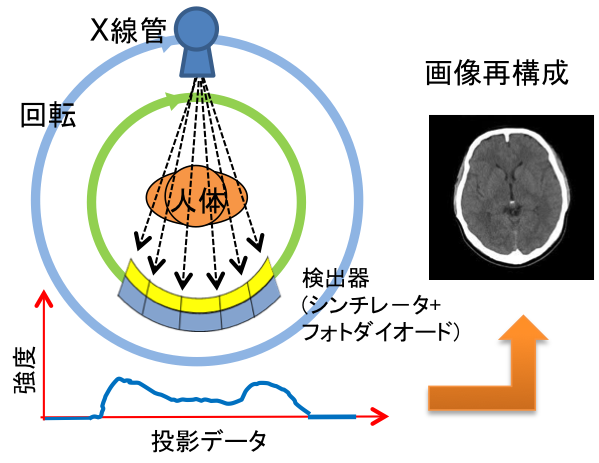 X線管
画像再構成
回転
人体
検出器
(シンチレータ+
フォトダイオード)
強度
投影データ